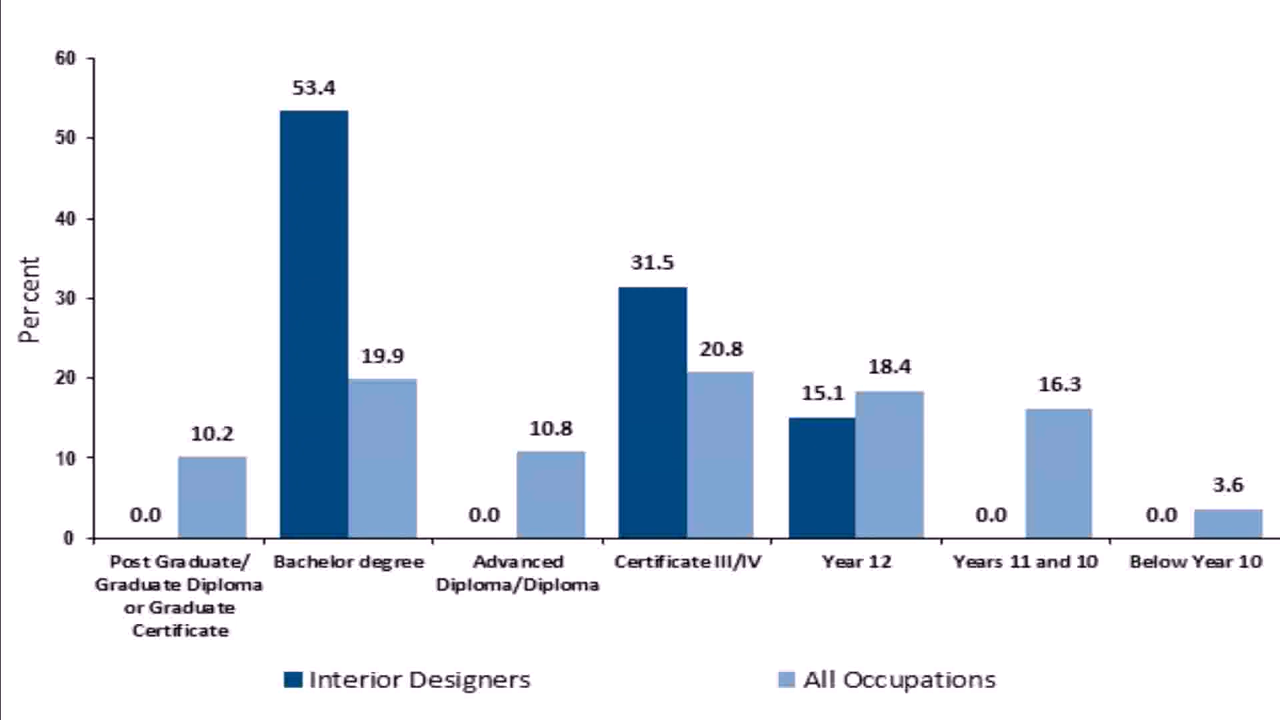 60
53.4
50
40
31.5
30
Per cent
19.9
20.8
20
18.4
16.3
15.1
10.2
10.8
10
3.6
0.0
0.0
0.0
0.0
0
Post Graduate/
Graduate Diploma
or Graduate
Certificate
Bachelor degree
Advanced
Diploma/Diploma
Certificate III/IV
Year 12
Years 11 and 10
Below Year 10
Interior Designers
All Occupations